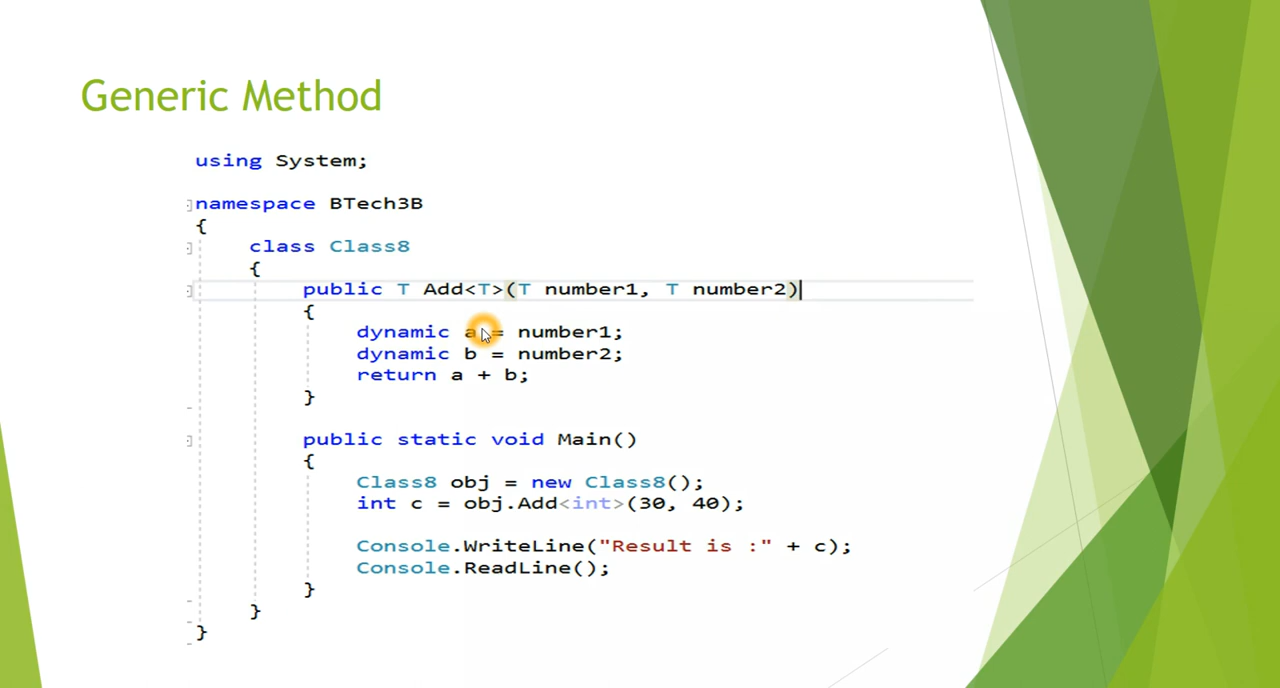 Generic Method
using System;
namespace BTech3B
{
class Class8
{
public T Add<T>(T number1, T number2)
{
dynamic a = number1;
dynamic b = number2;
return a + b;
}
public static void Main()
{
Class8 obj = new Class8();
int c = obj.Add<int>(30, 40);
Console.WriteLine("Result is :" + c);
Console.ReadLine();
}
}
}